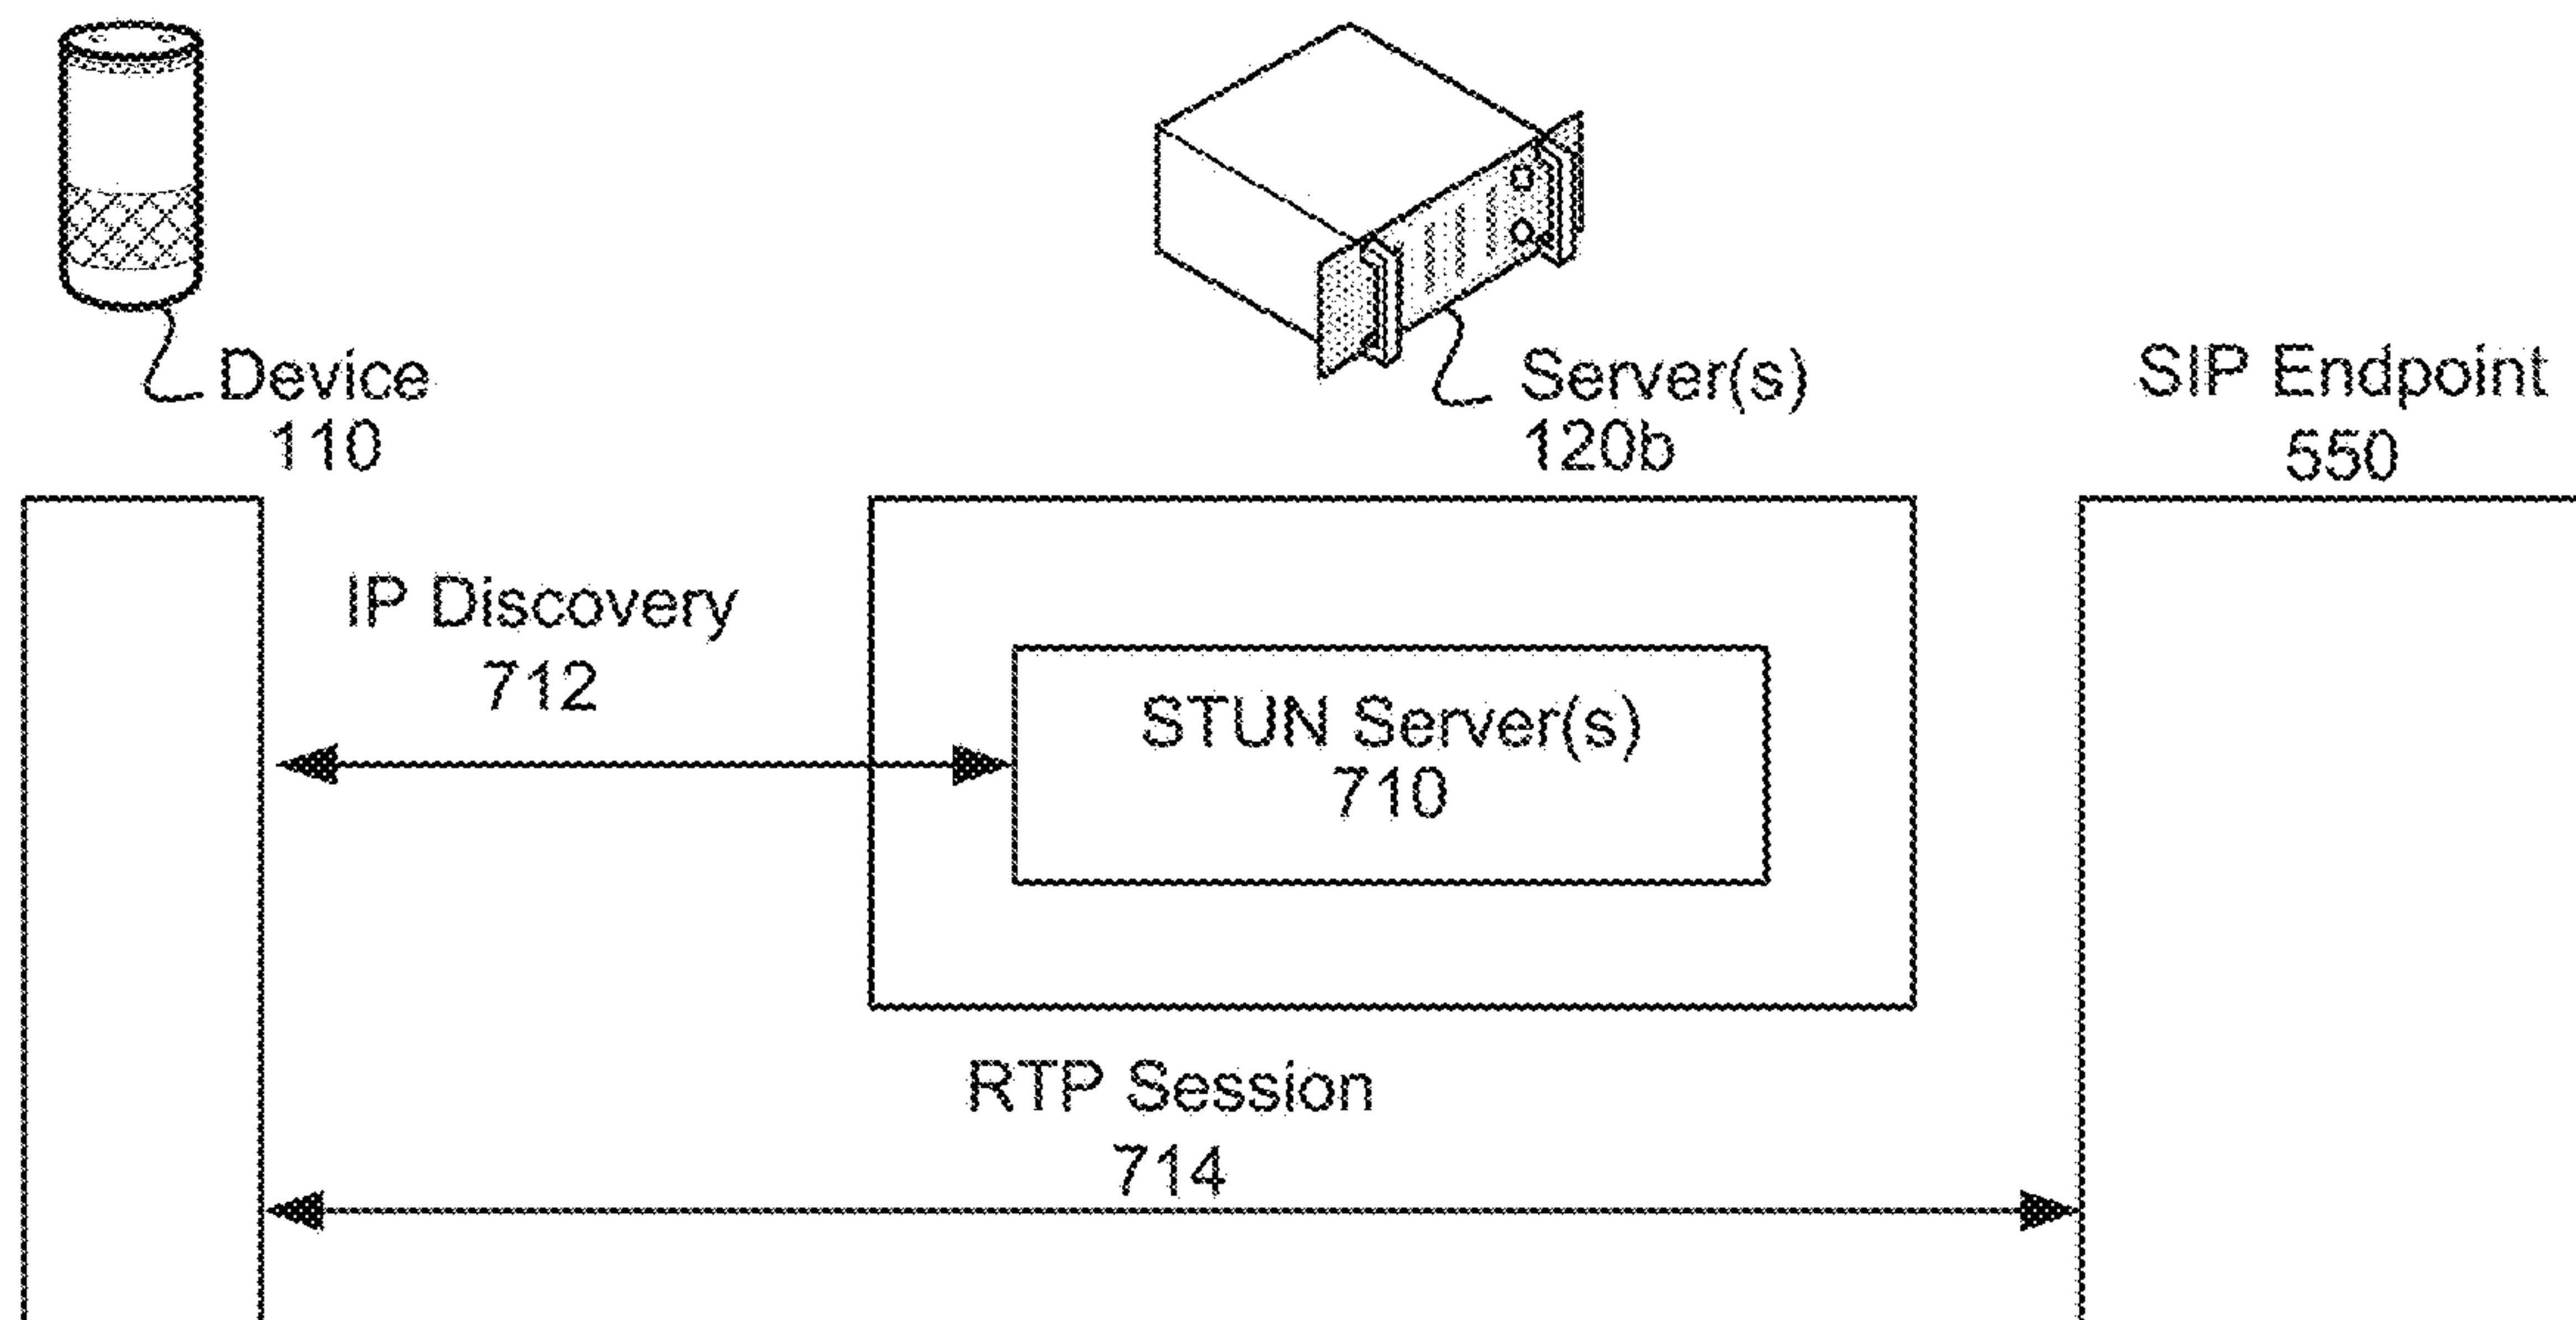 Device
110
Server(s)
120b
SIP Endpoint
550
IP Discovery
712
STUN Server(s)
710
RTP Session
714